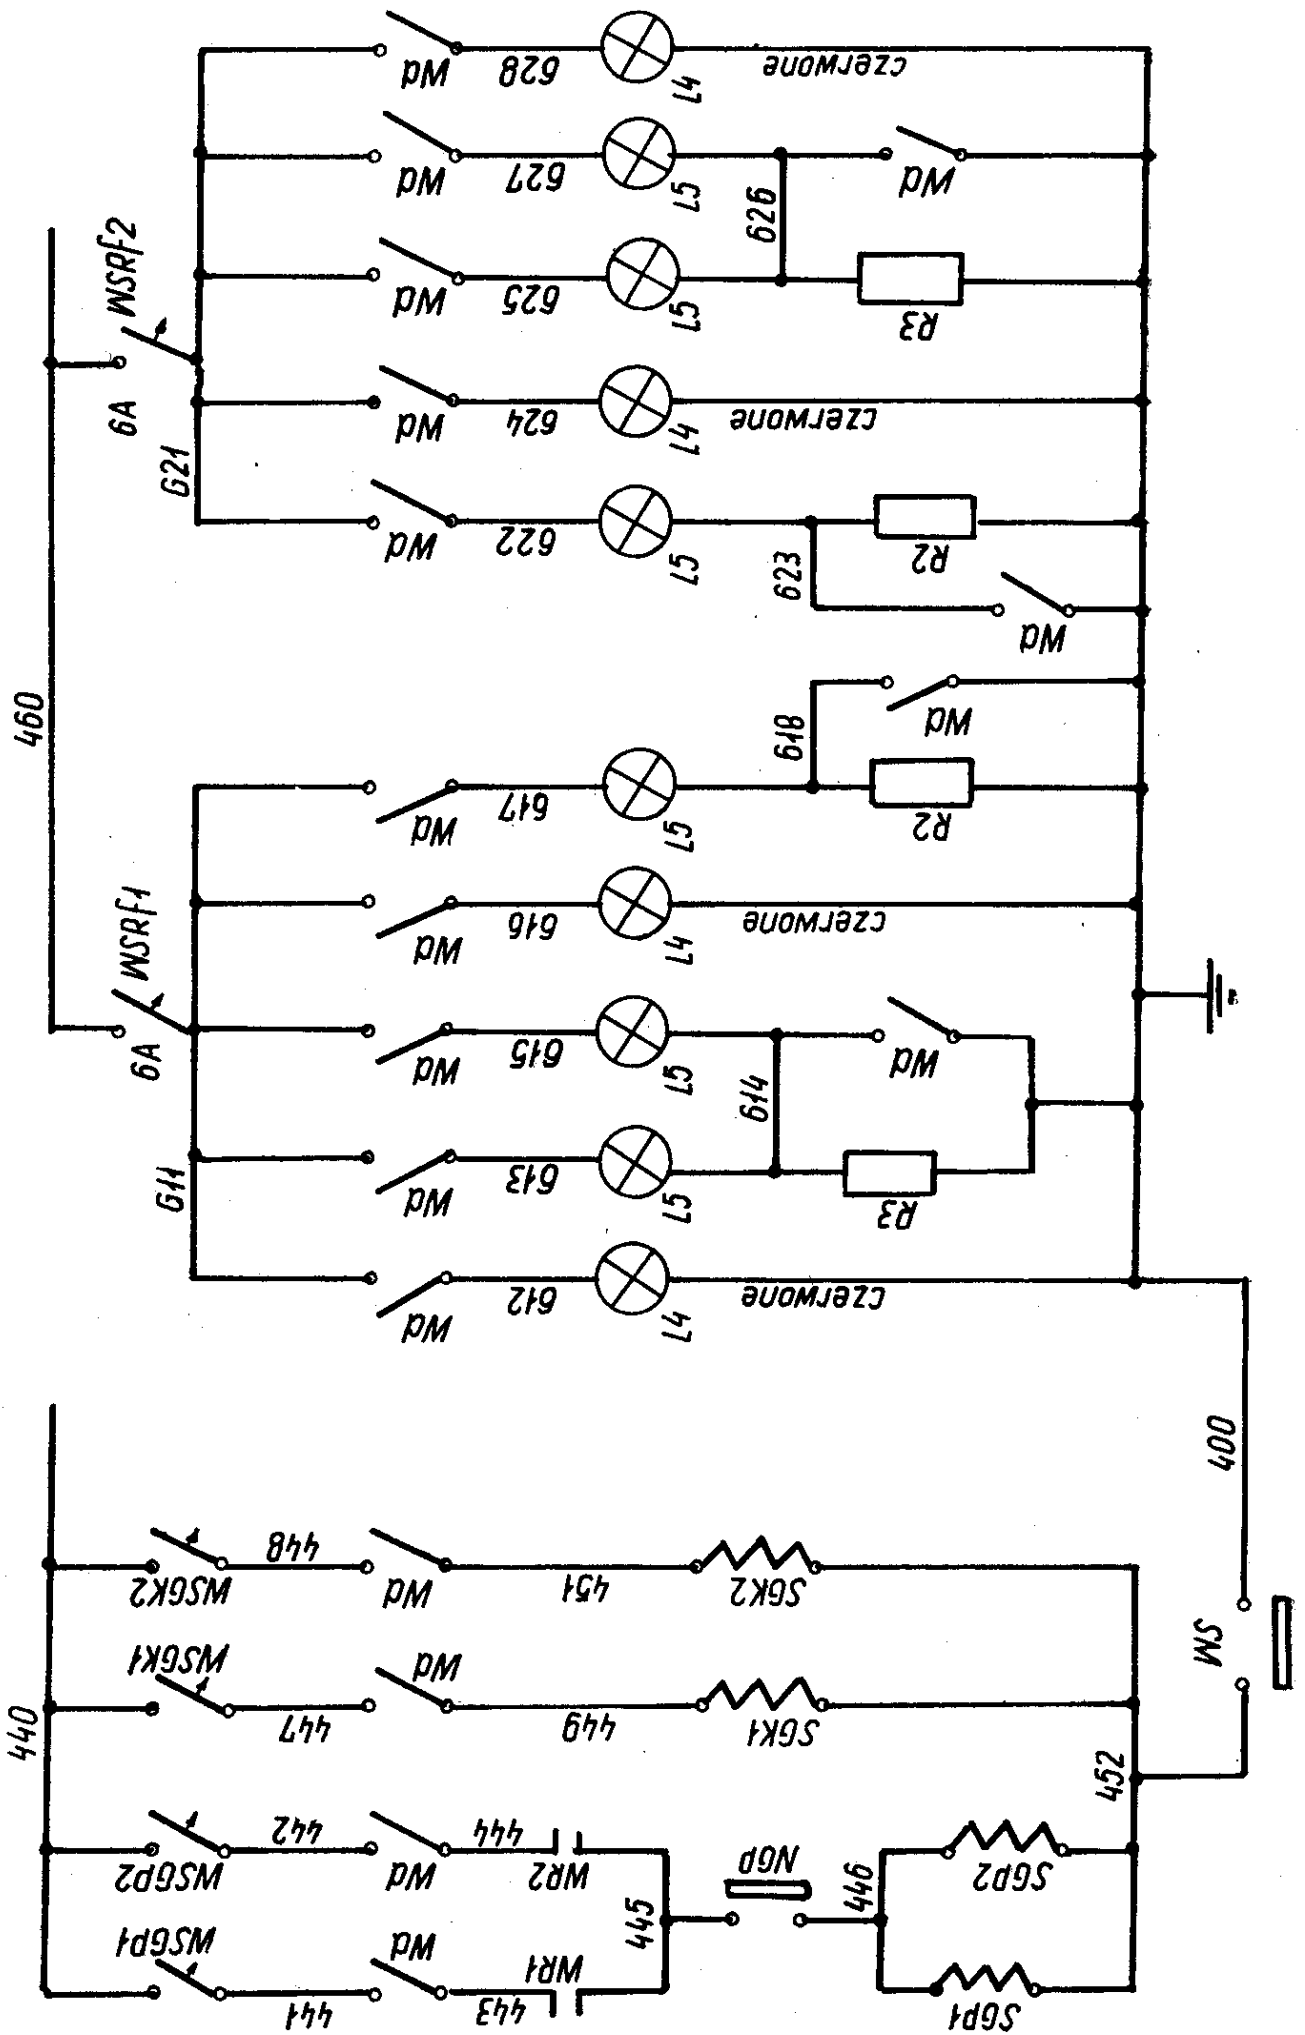 Wd
628
L4
czerwone
Wd
627
L5
626
Wd
WSRf2
6A
Wd
625
L5
R3
621
Wd
624
L4
czerwone
Wd
622
L5
623
R2
Wd
460
618
Wd
Wd
617
L5
R2
WSRf1
6A
Wd
616
L4
czerwone
Wd
615
L5
614
Wd
611
Wd
613
L5
R3
Wd
612
L4
czerwone
400
440
WSGK2
448
Wd
451
SGK2
SM
WSGK1
447
Wd
449
SGK1
452
WSGP2
442
Wd
444
WR2
445
NGP
446
SGP2
WSGP1
441
Wd
443
WR1
SGP1